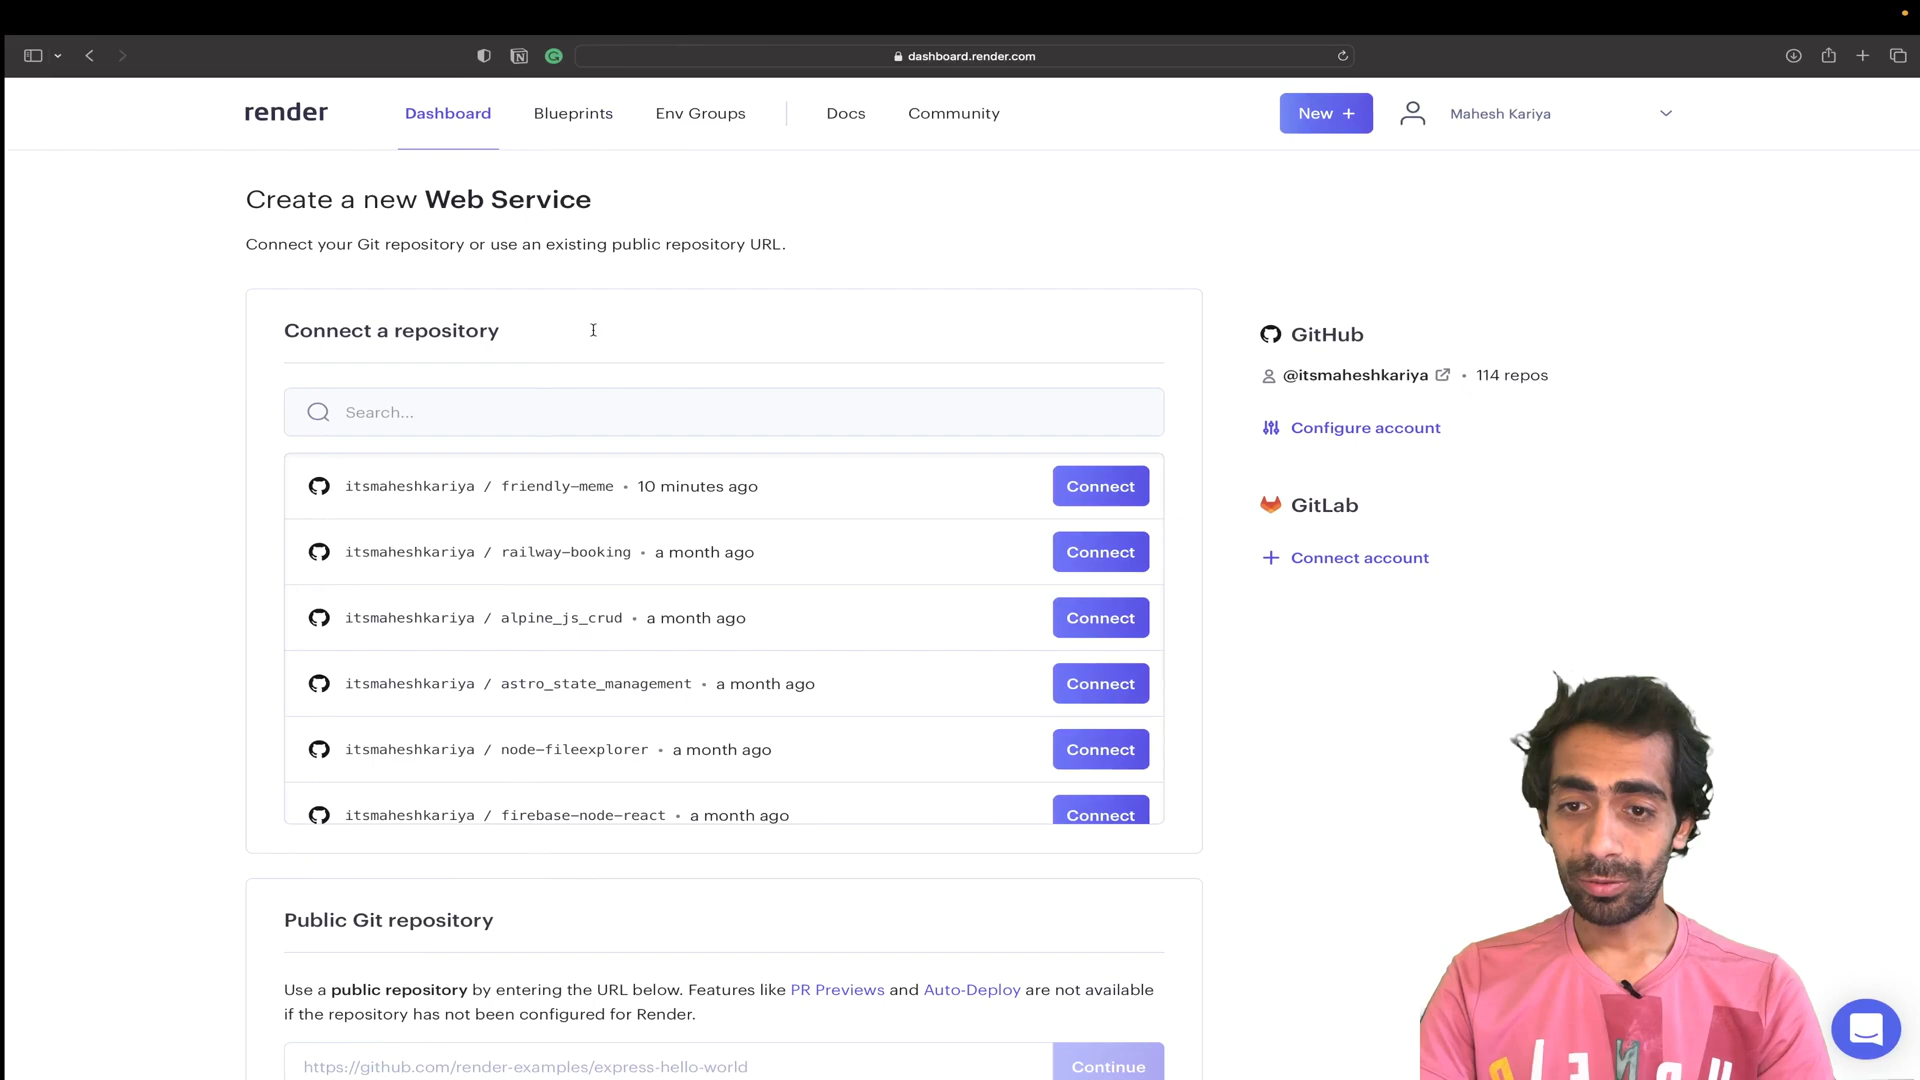 dashboard.render.com
render Dashboard Blueprints Env Groups Docs Community New + Mahesh Kariya
Create a new Web Service
Connect your Git repository or use an existing public repository URL.
Connect a repository
Search...
itsmaheshkariya / friendly-meme • 10 minutes ago Connect
itsmaheshkariya / railway-booking • a month ago Connect
itsmaheshkariya / alpine_js_crud • a month ago Connect
itsmaheshkariya / astro_state_management • a month ago Connect
itsmaheshkariya / node-fileexplorer • a month ago Connect
itsmaheshkariya / firebase-node-react • a month ago Connect
GitHub
@itsmaheshkariya • 114 repos
Configure account
GitLab
Connect account
Public Git repository
Use a public repository by entering the URL below. Features like PR Previews and Auto-Deploy are not available
if the repository has not been configured for Render.
https://github.com/render-examples/express-hello-world Continue